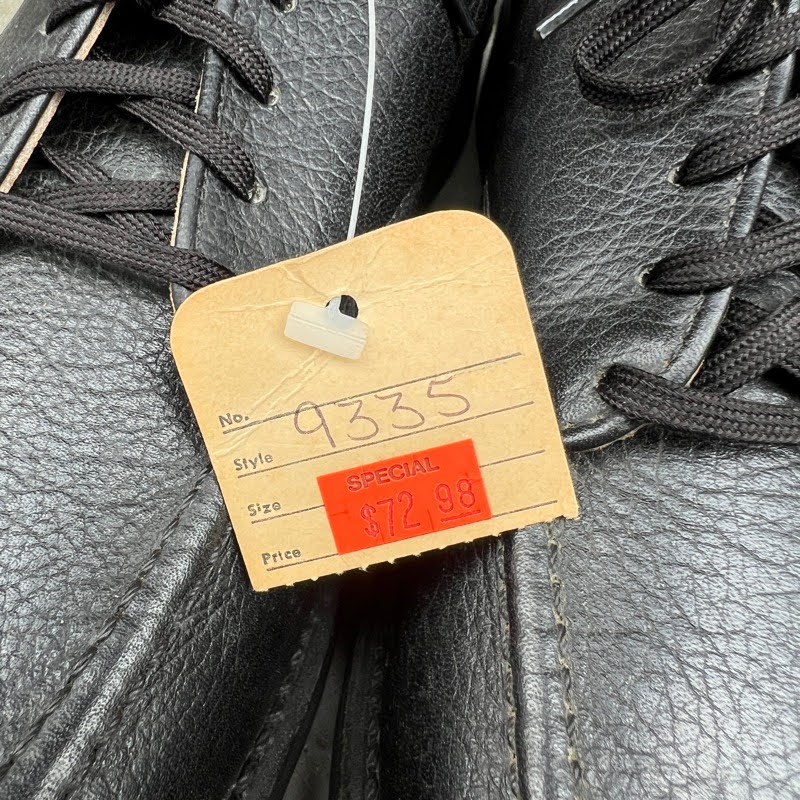 No.
Style 9335
SPECIAL
Size $72 98
Price